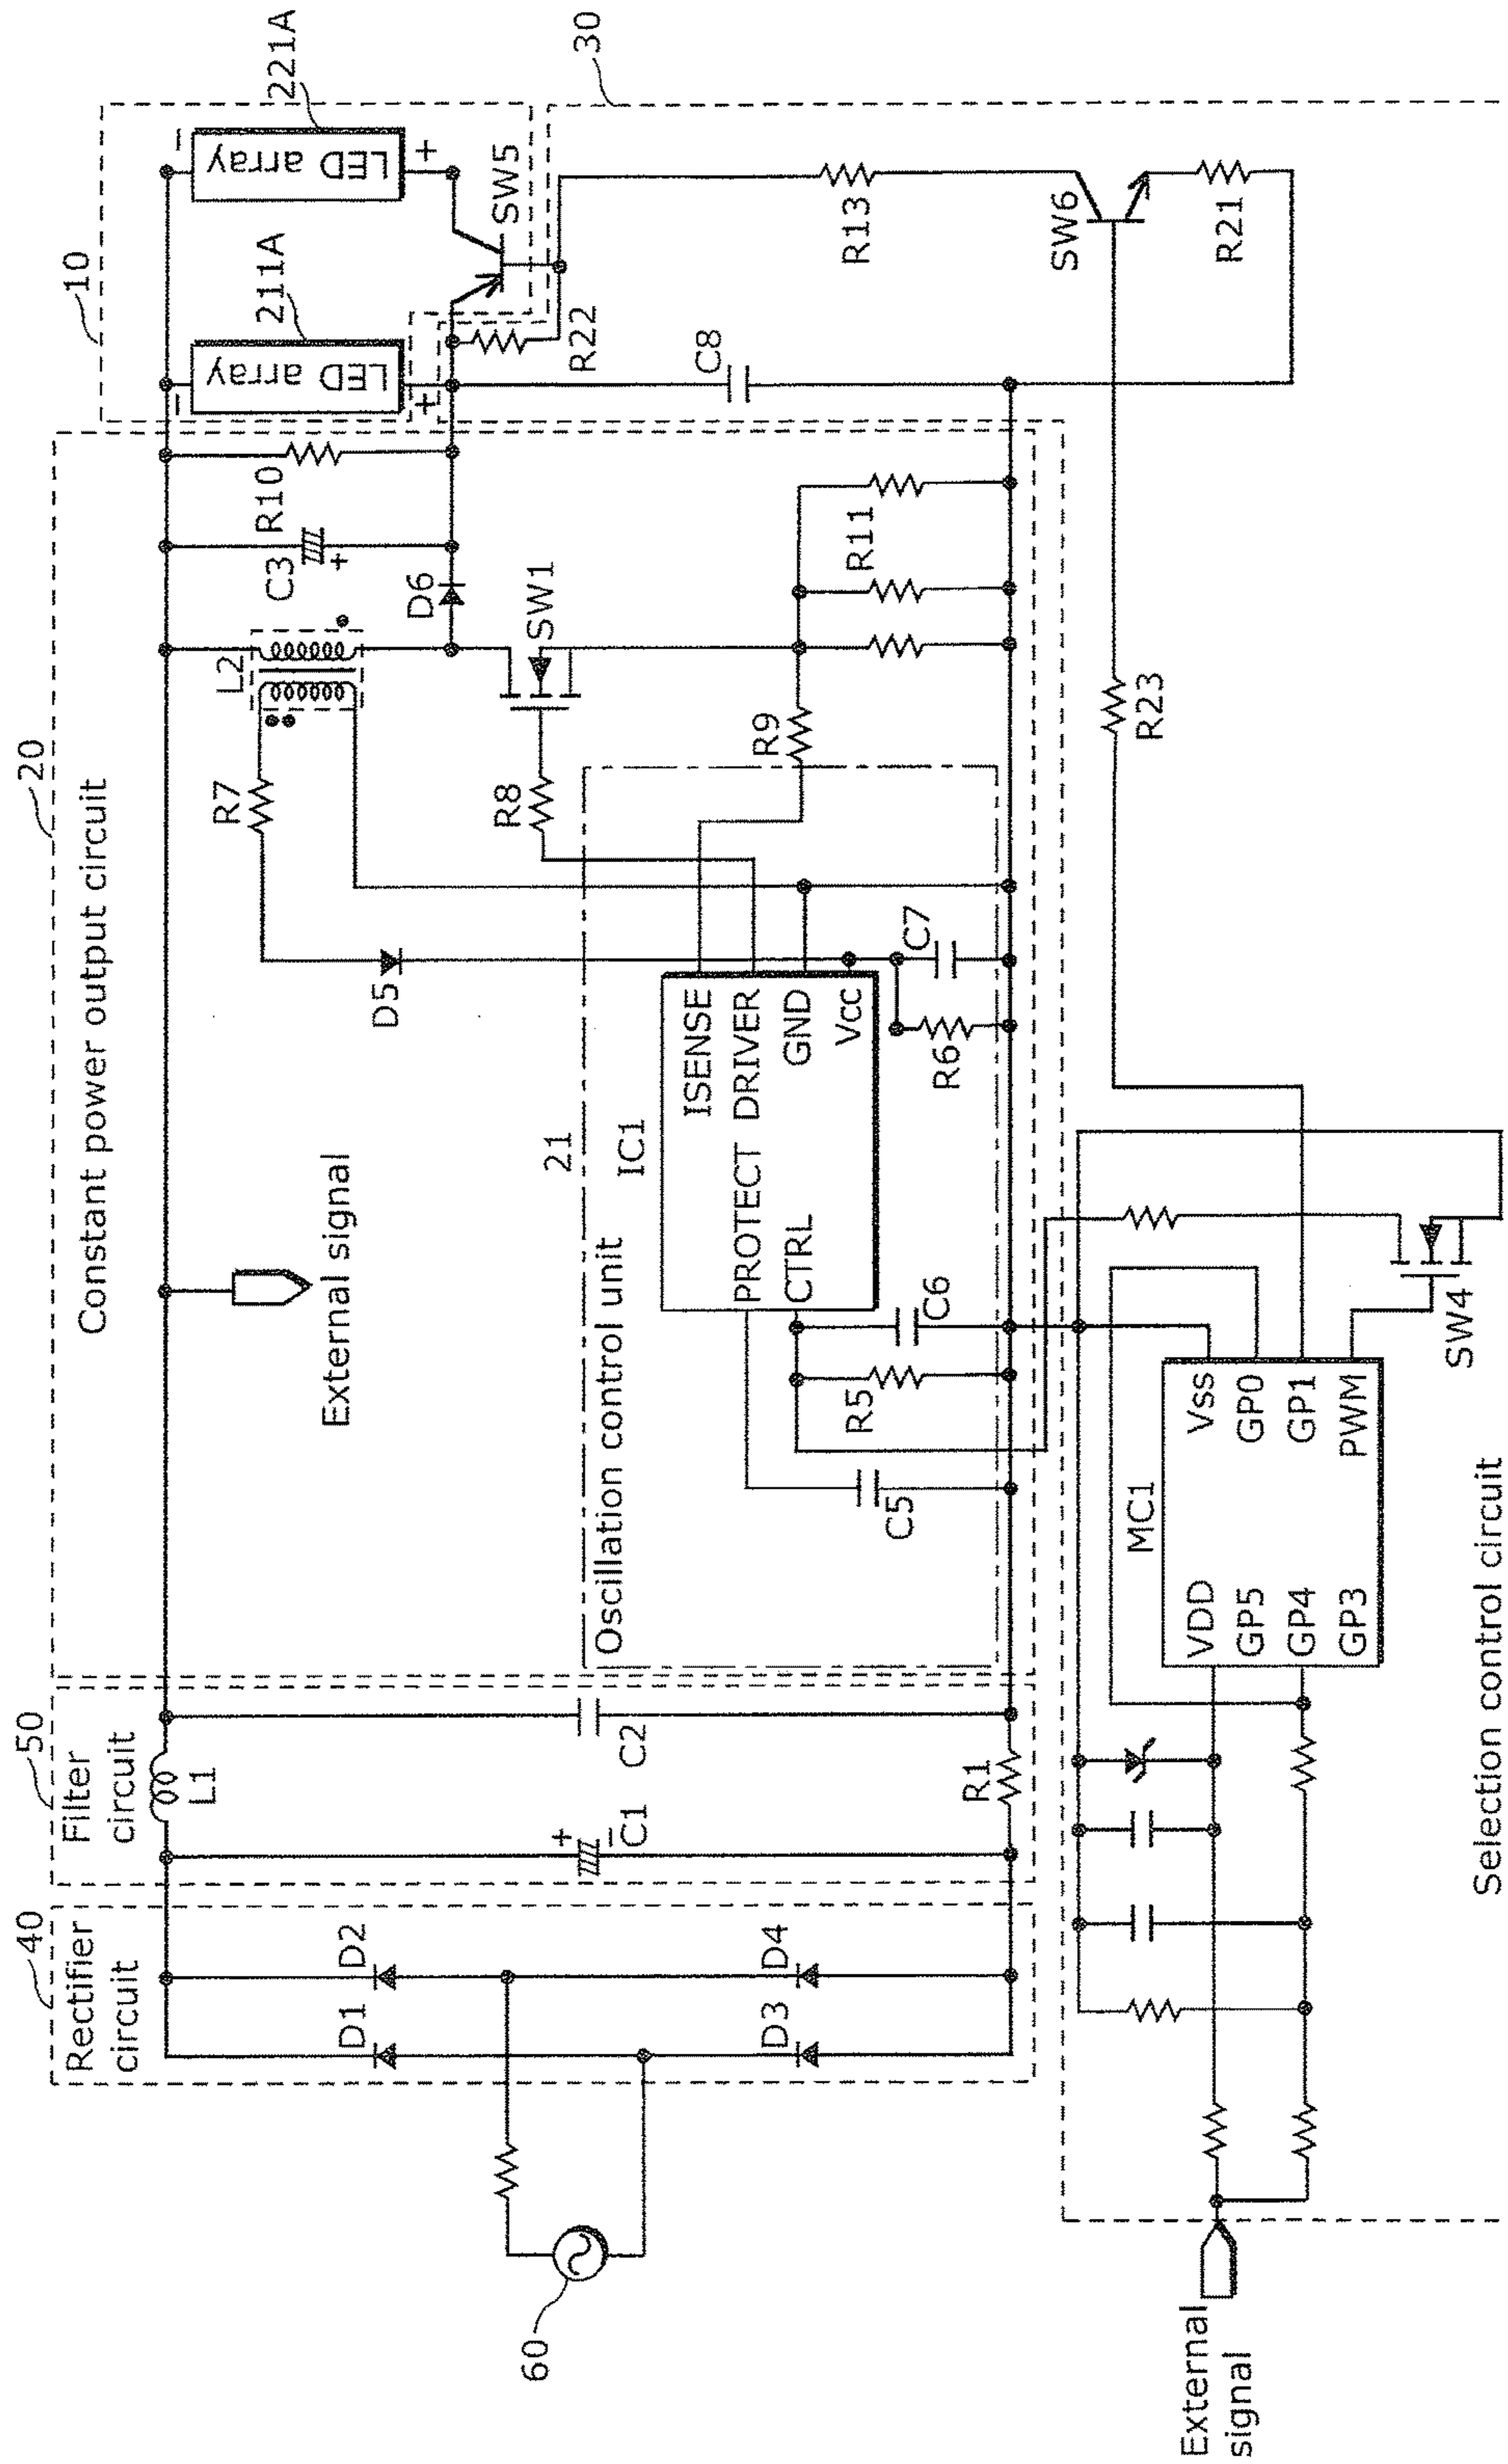 20
Constant power output circuit
10
221A
211A
LED array
LED array
−
−
+
+
30
40
Rectifier
circuit
50
Filter
circuit
L1
External signal
L2
C3
+
R10
R7
D6
SW5
R22
D1
D2
D5
R8
SW1
C8
R13
60
+
−
C1
C2
21
Oscillation control unit
IC1
ISENSE
PROTECT DRIVER
GND
CTRL
Vcc
R9
R11
D3
D4
R1
C5
R5
C6
R6
C7
SW6
R21
R23
External
signal
MC1
VDD
GP5
GP4
GP3
Vss
GP0
GP1
PWM
SW4
Selection control circuit